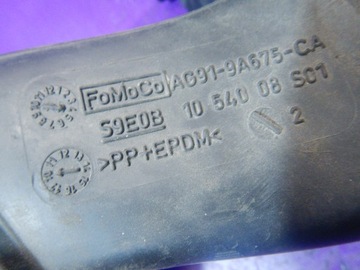 FoMoCo AG91-9A675-CA
S9E0B 10 540 08 S01
>PP+EPDM< 2